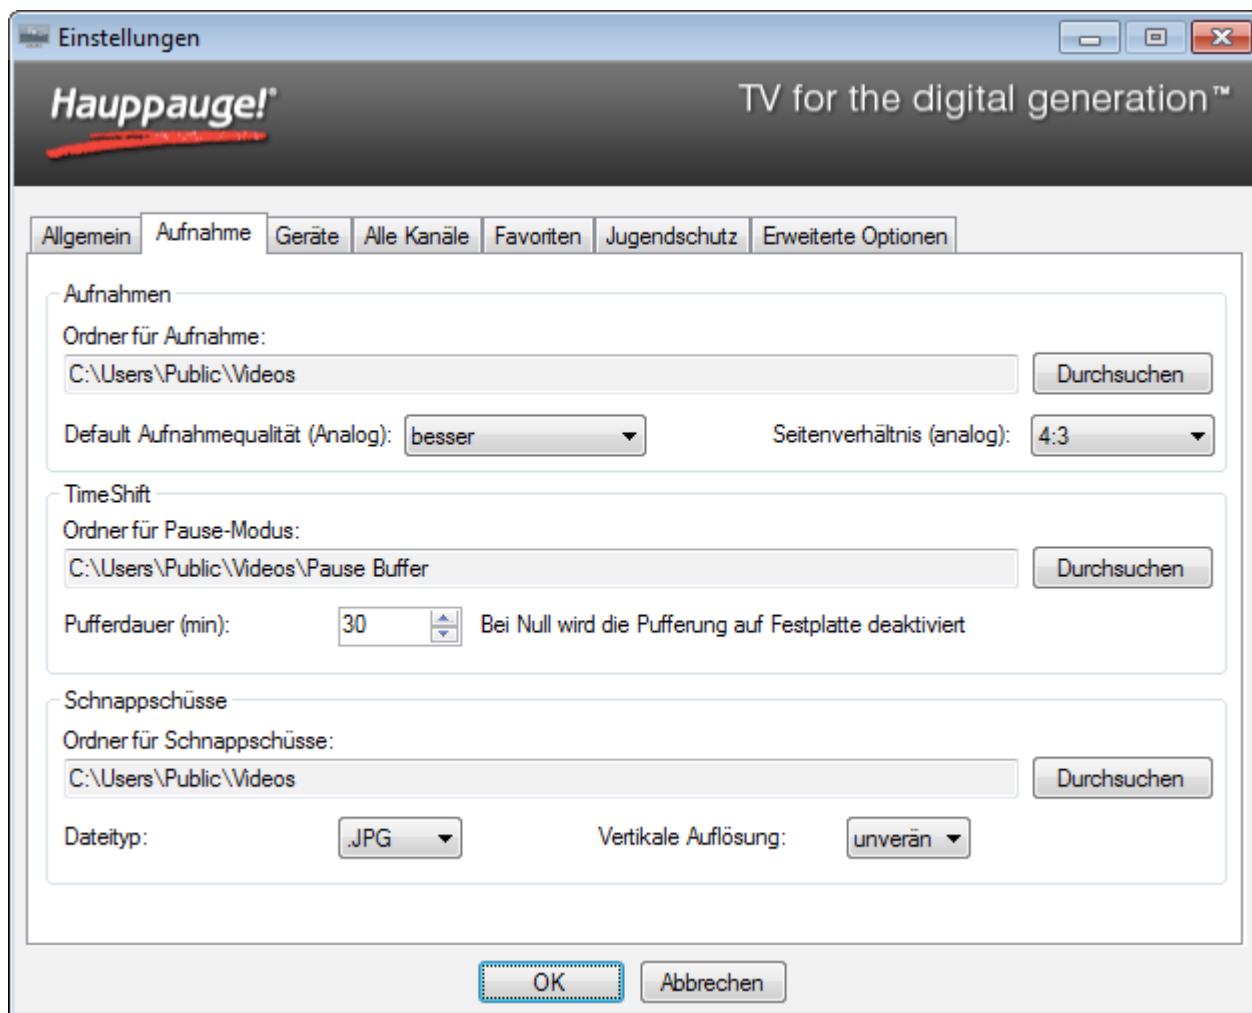 Einstellungen
Hauppauge!®
TV for the digital generation™
Allgemein Aufnahme Geräte Alle Kanäle Favoriten Jugendschutz Erweiterte Optionen
Aufnahmen
Ordner für Aufnahme:
C:\Users\Public\Videos Durchsuchen
Default Aufnahmequalität (Analog): besser Seitenverhältnis (analog): 4:3
TimeShift
Ordner für Pause-Modus:
C:\Users\Public\Videos\Pause Buffer Durchsuchen
Pufferdauer (min): 30 Bei Null wird die Pufferung auf Festplatte deaktiviert
Schnappschüsse
Ordner für Schnappschüsse:
C:\Users\Public\Videos Durchsuchen
Dateityp: .JPG Vertikale Auflösung: unverän
OK Abbrechen